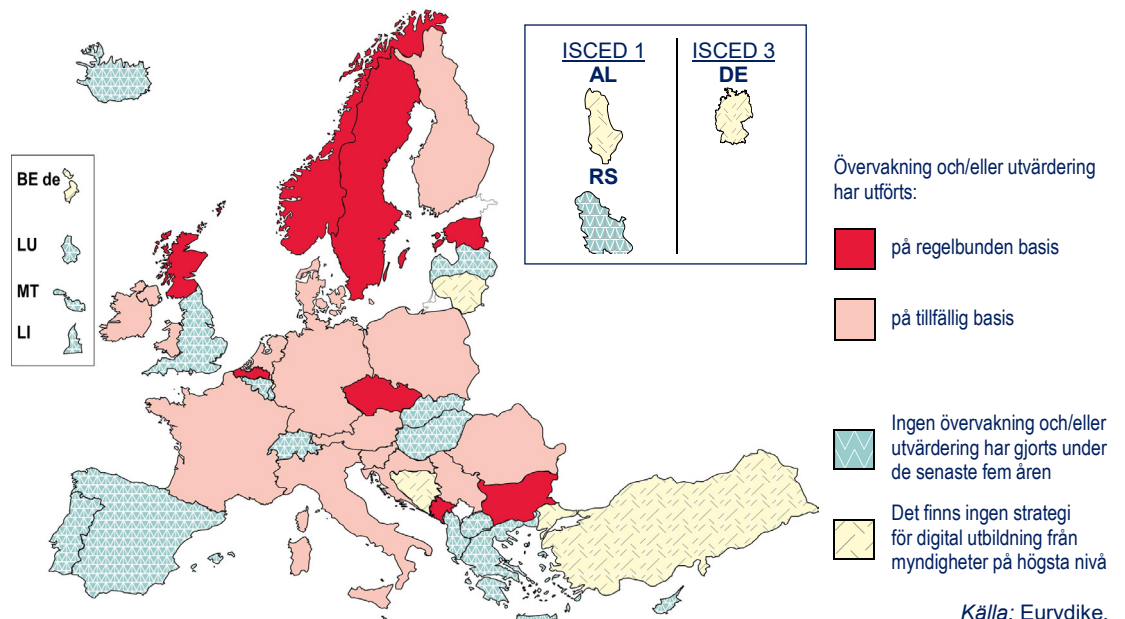 ISCED 1
AL
RS
ISCED 3
DE
BE de
LU
MT
LI
Övervakning och/eller utvärdering
har utförts:
på regelbunden basis
på tillfällig basis
Ingen övervakning och/eller
utvärdering har gjorts under
de senaste fem åren
Det finns ingen strategi
för digital utbildning från
myndigheter på högsta nivå
Källa: Eurydike.